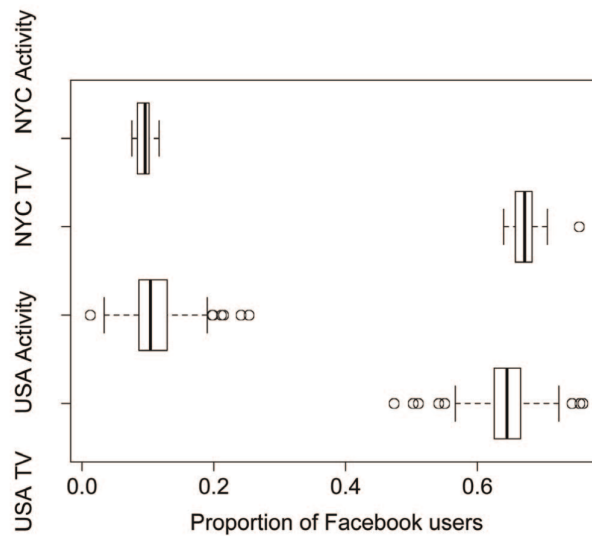 NYC Activity
NYC TV
USA Activity
USA TV
0.0 0.2 0.4 0.6
Proportion of Facebook users